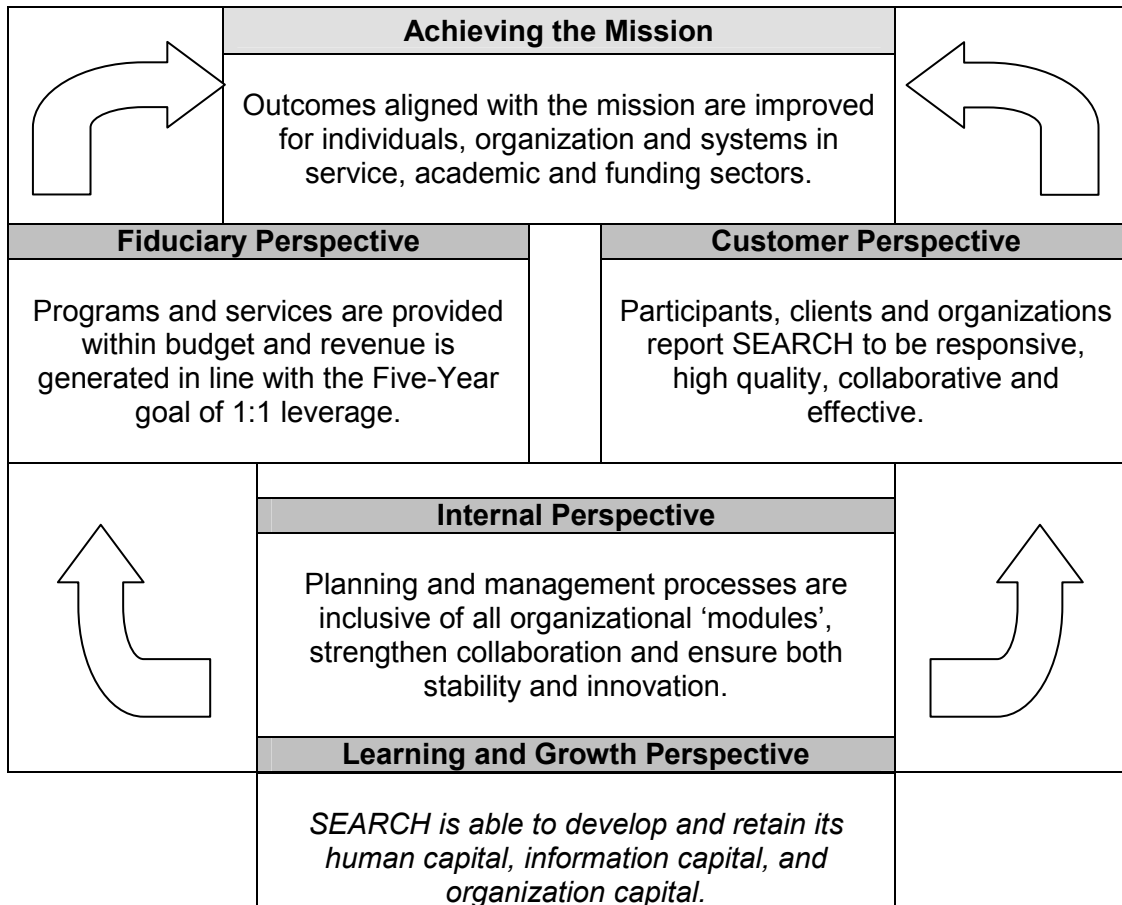 Achieving the Mission
Outcomes aligned with the mission are improved
for individuals, organization and systems in
service, academic and funding sectors.
Fiduciary Perspective
Programs and services are provided
within budget and revenue is
generated in line with the Five-Year
goal of 1:1 leverage.
Customer Perspective
Participants, clients and organizations
report SEARCH to be responsive,
high quality, collaborative and
effective.
Internal Perspective
Planning and management processes are
inclusive of all organizational ‘modules’,
strengthen collaboration and ensure both
stability and innovation.
Learning and Growth Perspective
SEARCH is able to develop and retain its
human capital, information capital, and
organization capital.